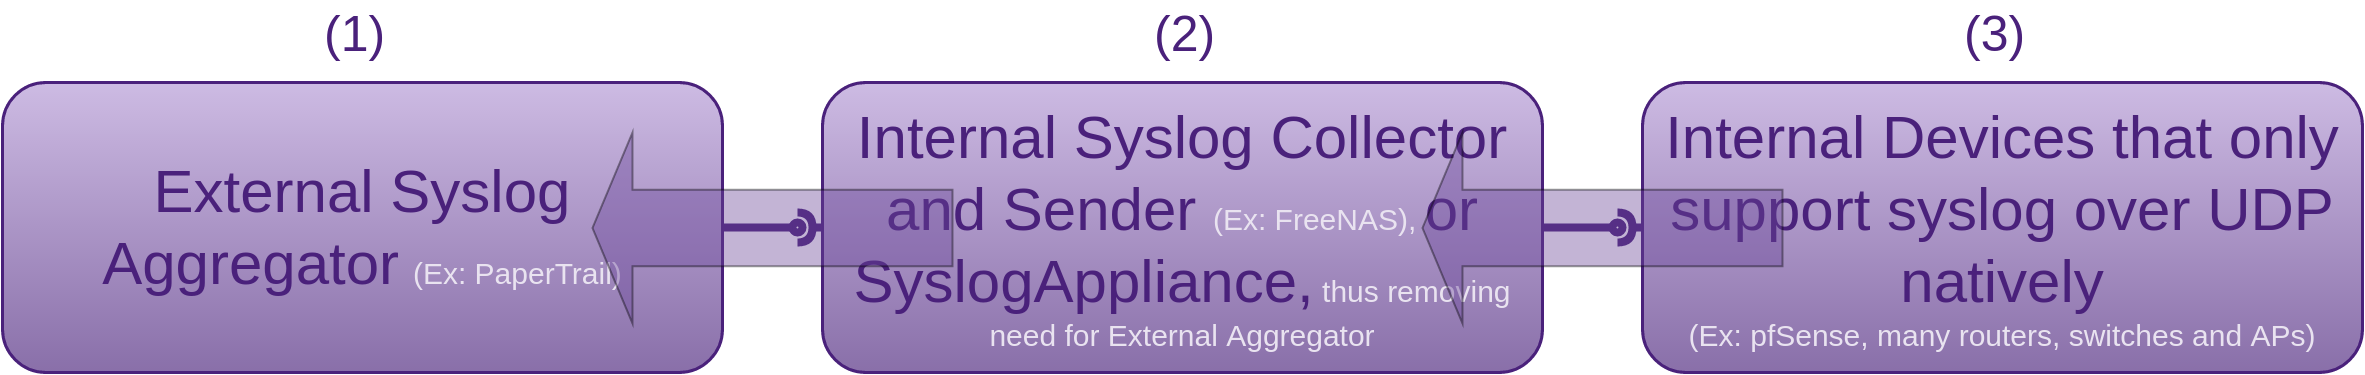 (1)
(2)
(3)
External Syslog
Aggregator (Ex: PaperTrail)
Internal Syslog Collector
and Sender (Ex: FreeNAS), or
SyslogAppliance, thus removing
need for External Aggregator
Internal Devices that only
support syslog over UDP
natively
(Ex: pfSense, many routers, switches and APs)